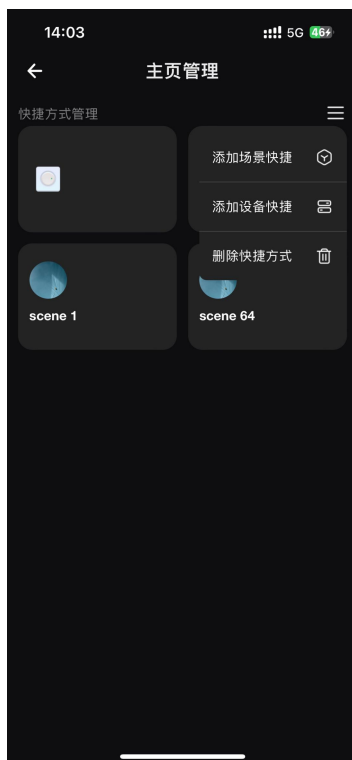 14:03 5G 46
主页管理
快捷方式管理
添加场景快捷
添加设备快捷
删除快捷方式
scene 1
scene 64